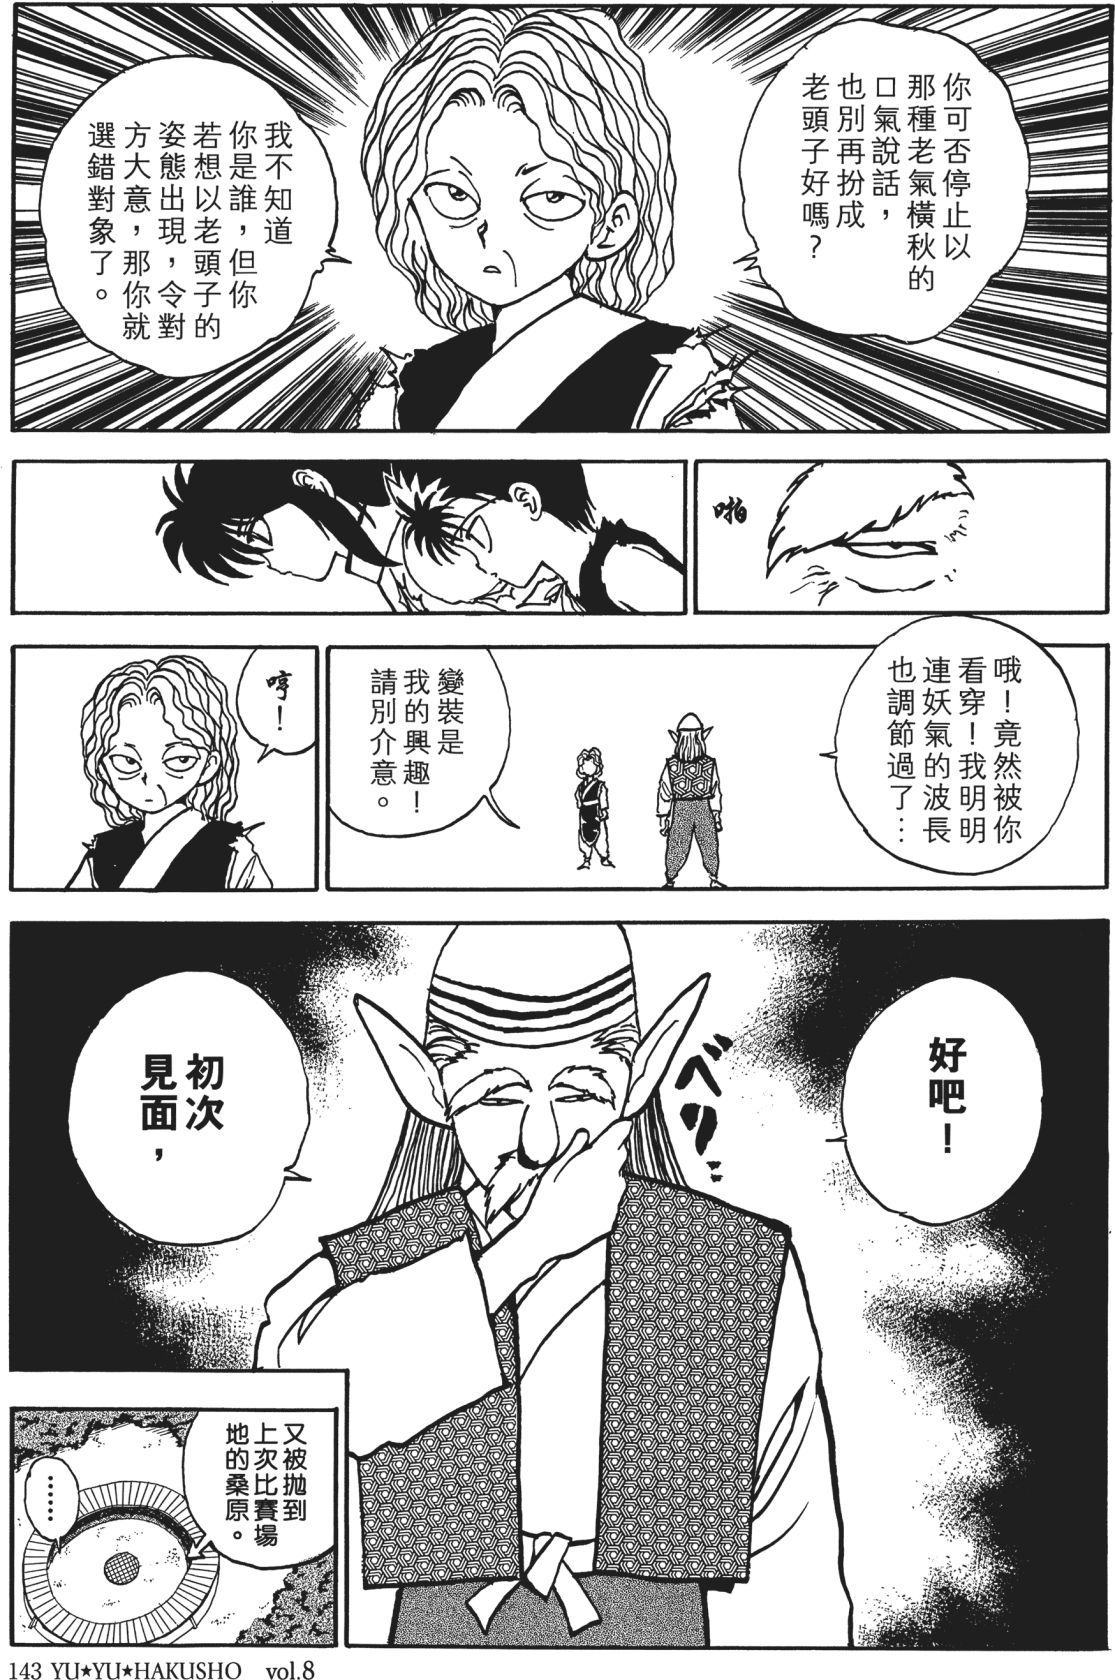 你可否停止以
那種老氣橫秋的
口氣說話，
也別再扮成
老頭子好嗎？
我不知道
你是誰，但你
若想以老頭子的
姿態出現，令對
方大意，那你就
選錯對象了。
啪
哦！竟然被你
看穿！我明明
連妖氣的波長
也調節過了…
變裝是
我的興趣！
請別介意。
哼！
好吧！
ベリ…
初次
見面，
又被拋到
上次比賽場
地的桑原。
……
143 YU★YU★HAKUSHO vol.8